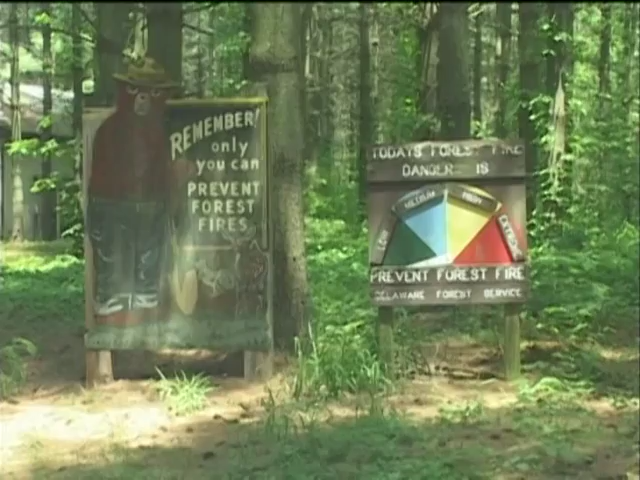 REMEMBER!
only
you can
PREVENT
FOREST
FIRES
TODAYS FOREST FIRE
DANGER IS
LOW
MEDIUM
HIGH
EXTREME
PREVENT FOREST FIRE
DELAWARE FOREST SERVICE